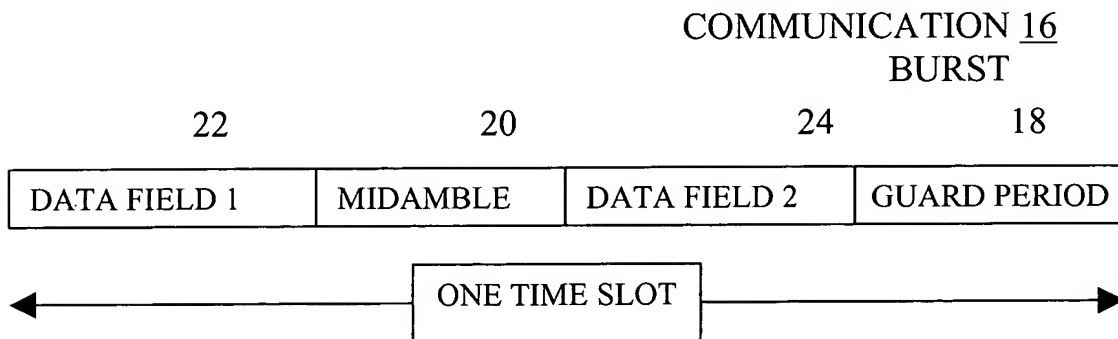 COMMUNICATION 16
BURST
22 20 24 18
DATA FIELD 1 MIDAMBLE DATA FIELD 2 GUARD PERIOD
ONE TIME SLOT